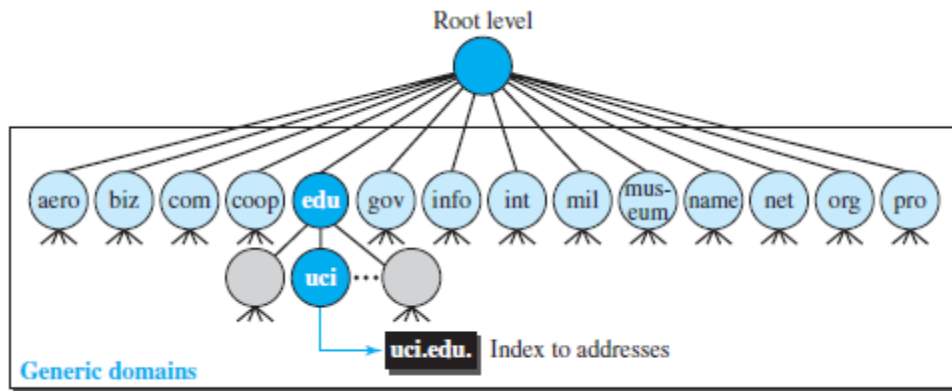 Root level
aero biz com coop edu gov info int mil mus-
eum name net org pro
uci ...
uci.edu. Index to addresses
Generic domains